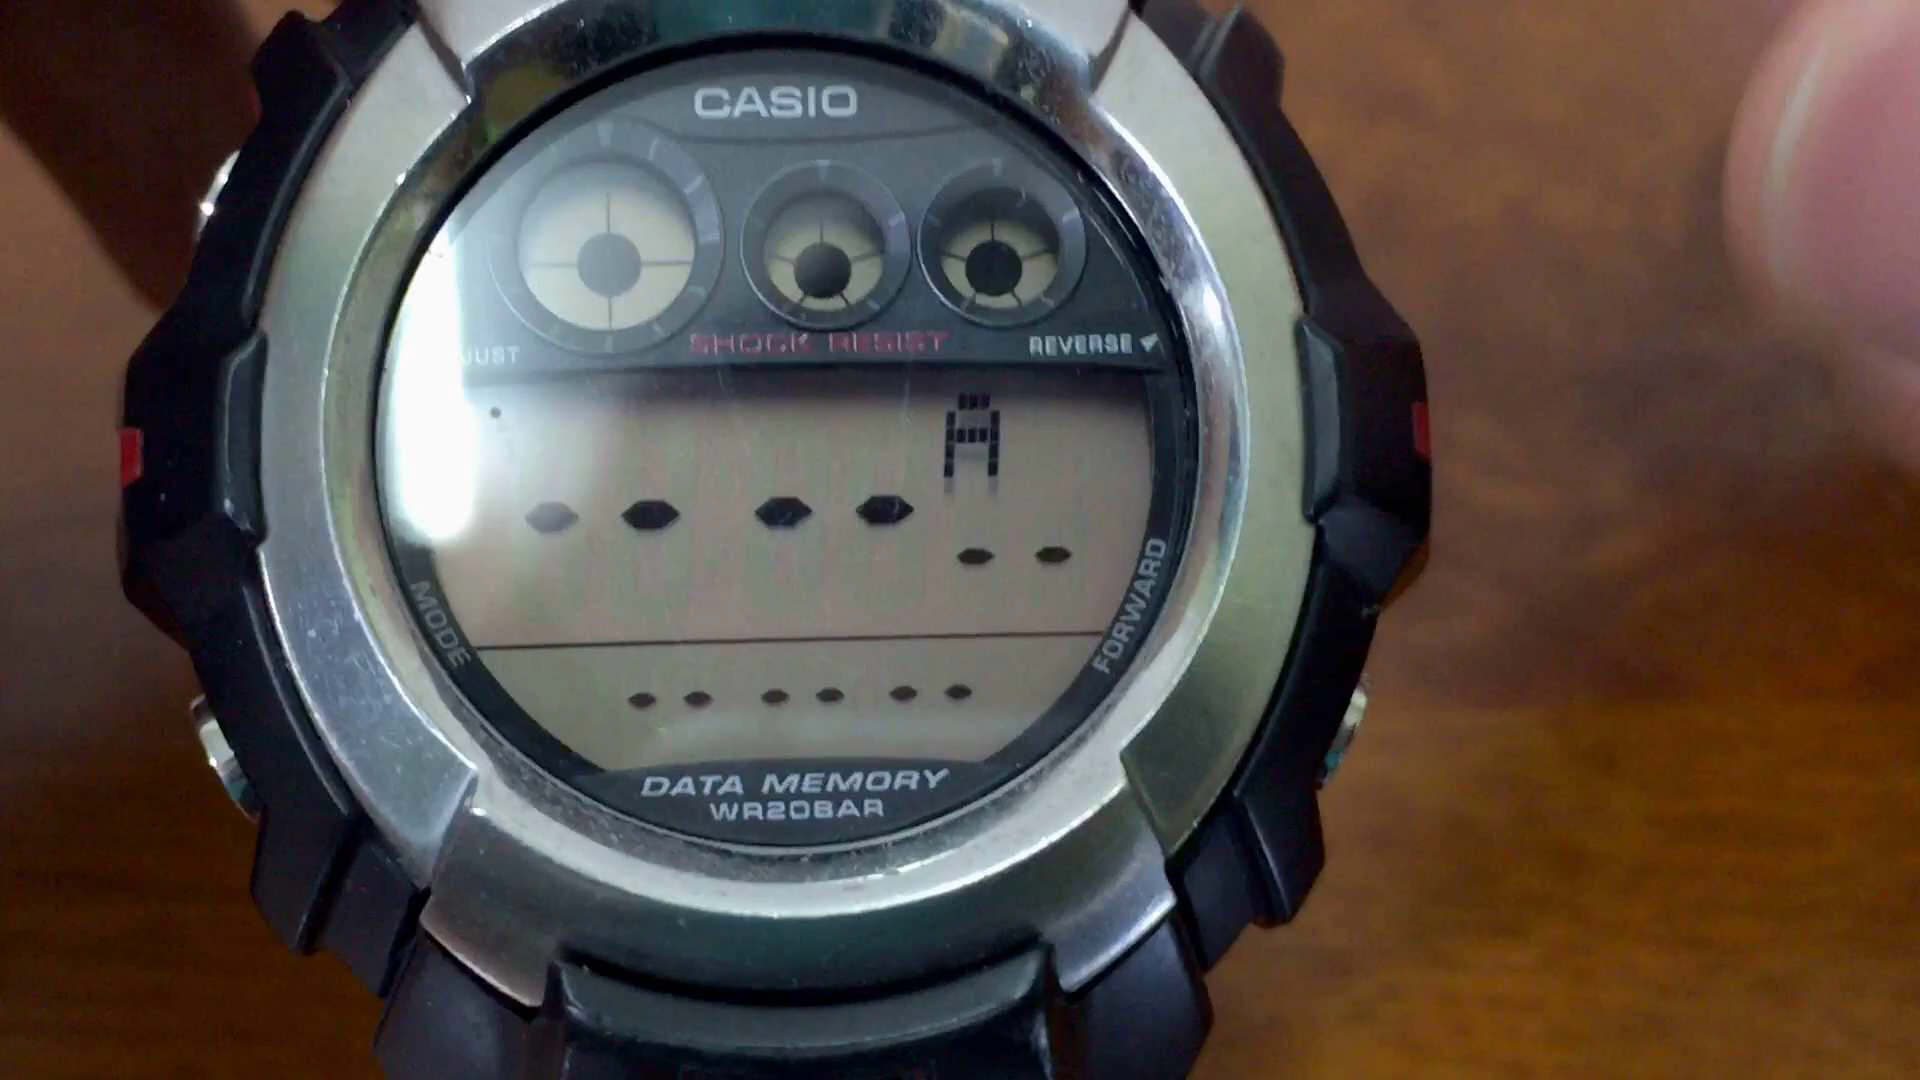 CASIO
SHOCK RESIST
JUST
REVERSE
A
- - - -
- -
MODE
FORWARD
- - - - - -
DATA MEMORY
WR20BAR